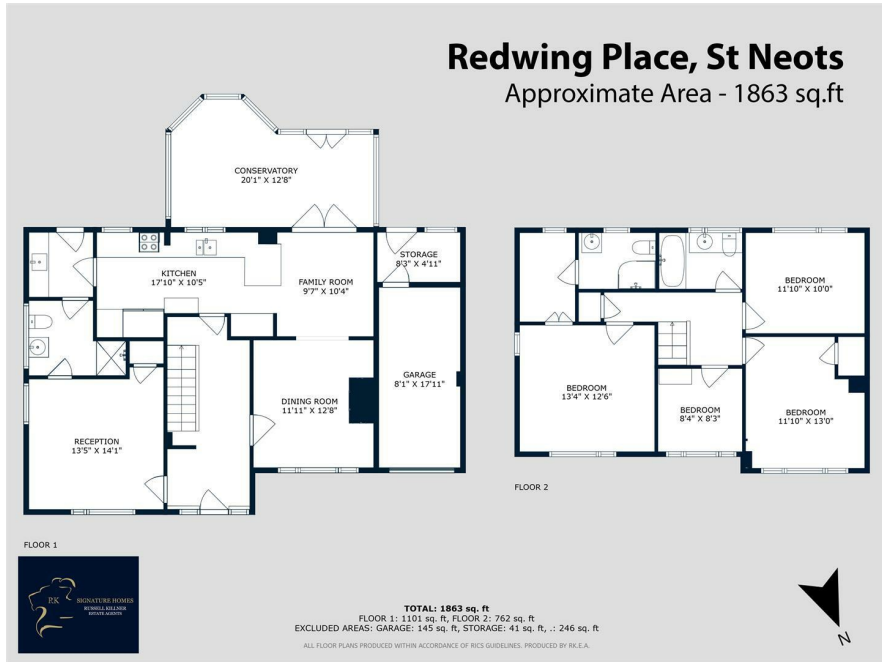 Redwing Place, St Neots
Approximate Area - 1863 sq.ft
CONSERVATORY
20'1" X 12'8"
KITCHEN
17'10" X 10'5"
FAMILY ROOM
9'7" X 10'4"
STORAGE
8'3" X 4'11"
GARAGE
8'1" X 17'11"
DINING ROOM
11'11" X 12'8"
RECEPTION
13'5" X 14'1"
FLOOR 1
BEDROOM
11'10" X 10'0"
BEDROOM
13'4" X 12'6"
BEDROOM
8'4" X 8'3"
BEDROOM
11'10" X 13'0"
FLOOR 2
R.K SIGNATURE HOMES
RUSSELL KILLNER
ESTATE AGENTS
TOTAL: 1863 sq. ft
FLOOR 1: 1101 sq. ft, FLOOR 2: 762 sq. ft
EXCLUDED AREAS: GARAGE: 145 sq. ft, STORAGE: 41 sq. ft, .: 246 sq. ft
ALL FLOOR PLANS PRODUCED WITHIN ACCORDANCE OF RICS GUIDELINES. PRODUCED BY RK.E.A.
N